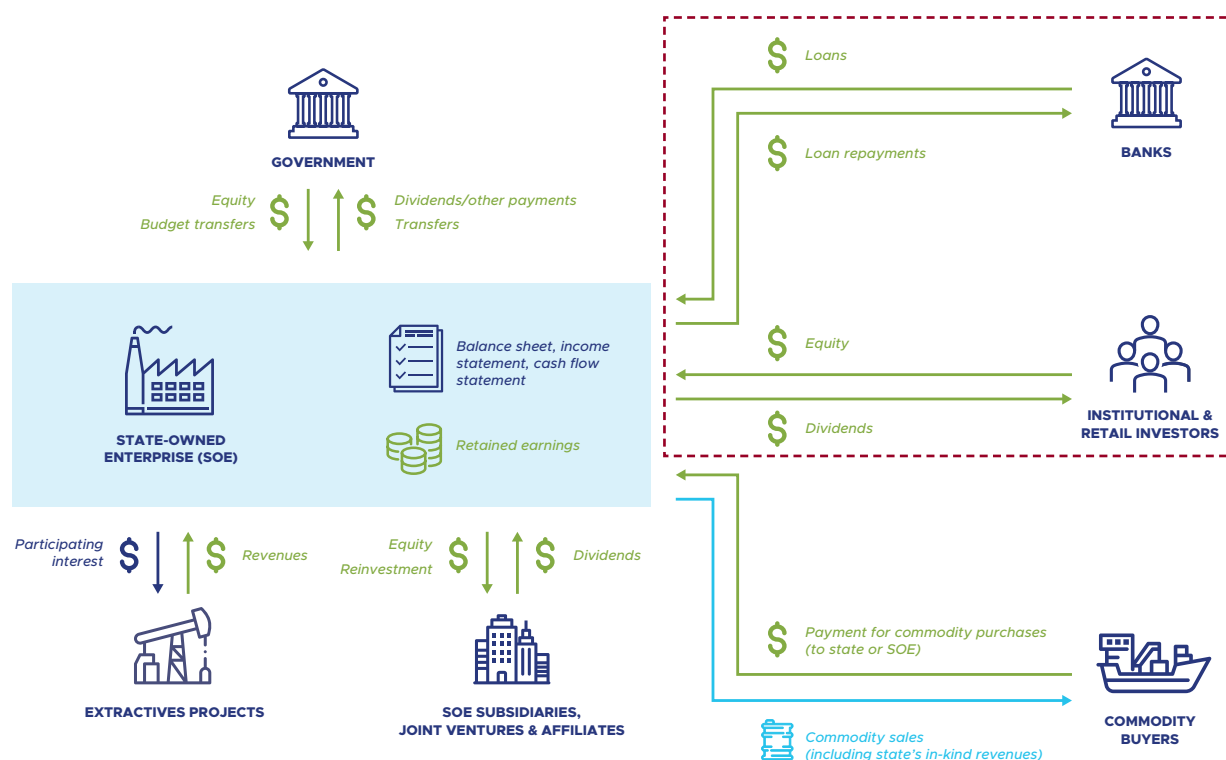 GOVERNMENT
Equity
Budget transfers
Dividends/other payments
Transfers
Loans
Loan repayments
BANKS
STATE-OWNED
ENTERPRISE (SOE)
Balance sheet, income
statement, cash flow
statement
Retained earnings
Equity
Dividends
INSTITUTIONAL &
RETAIL INVESTORS
Participating
interest
Revenues
Equity
Reinvestment
Dividends
EXTRACTIVES PROJECTS
SOE SUBSIDIARIES,
JOINT VENTURES & AFFILIATES
Payment for commodity purchases
(to state or SOE)
Commodity sales
(including state's in-kind revenues)
COMMODITY
BUYERS